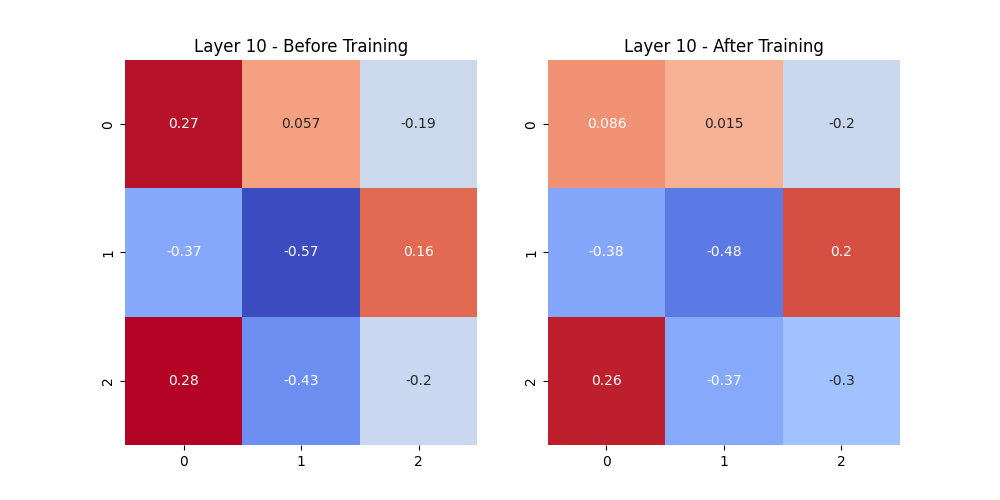 Layer 10 - Before Training
0 0.27 0.057 -0.19
1 -0.37 -0.57 0.16
2 0.28 -0.43 -0.2
0 1 2
Layer 10 - After Training
0 0.086 0.015 -0.2
1 -0.38 -0.48 0.2
2 0.26 -0.37 -0.3
0 1 2